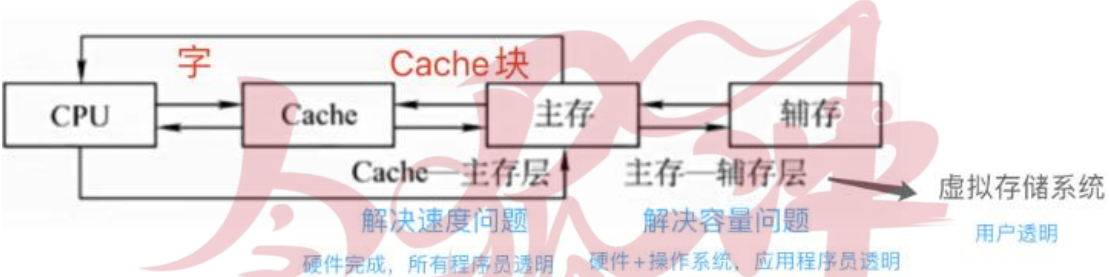 字 Cache块
CPU Cache 主存 辅存
Cache—主存层 主存—辅存层 虚拟存储系统
解决速度问题 解决容量问题 用户透明
硬件完成，所有程序员透明 硬件+操作系统，应用程序员透明